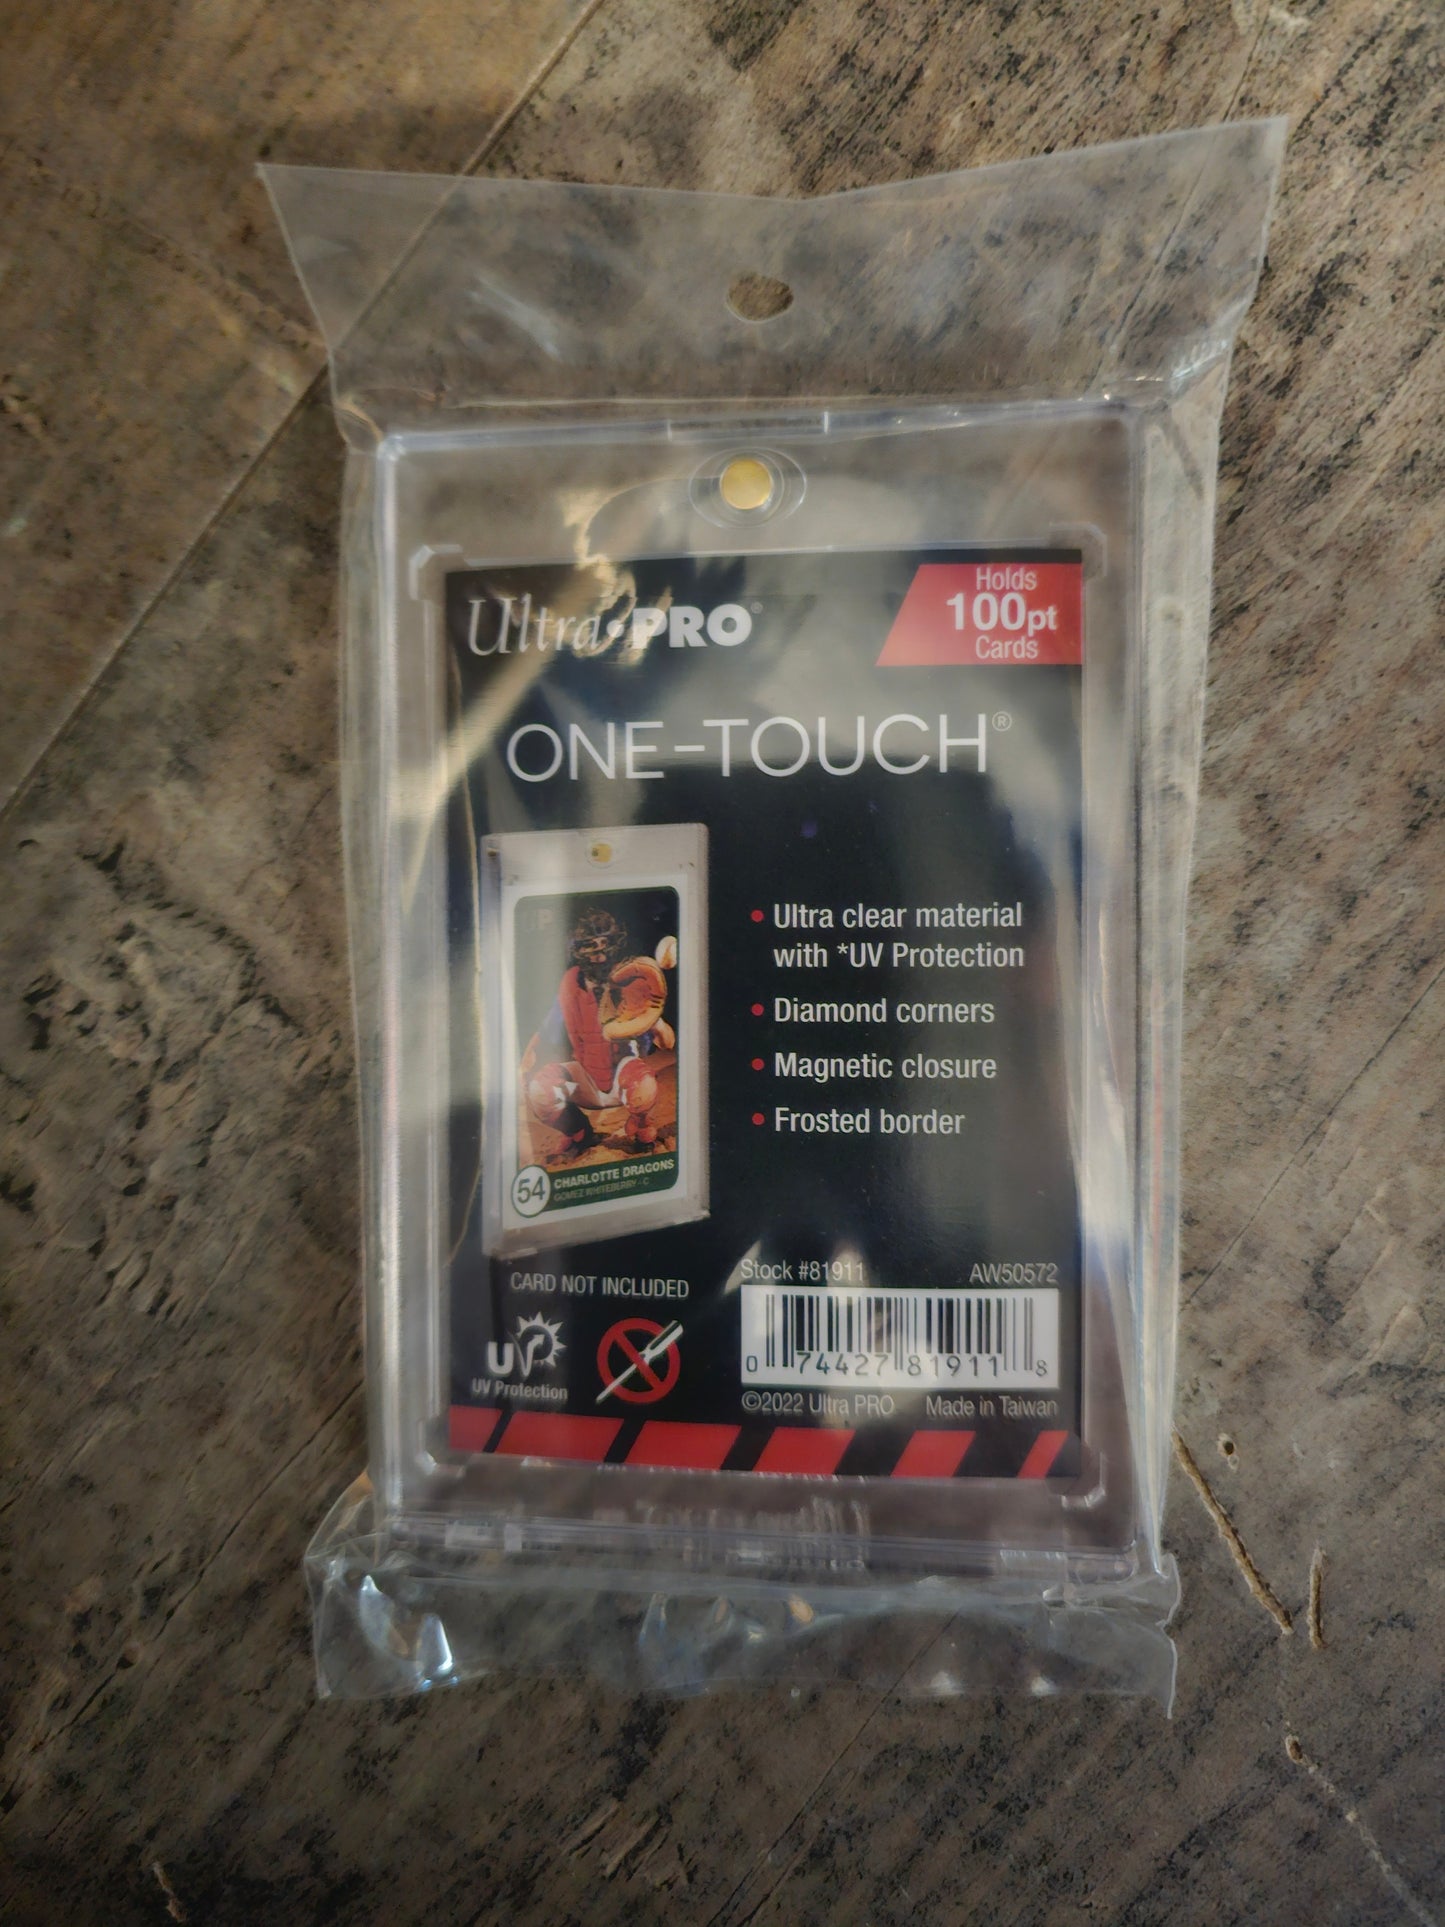 Ultra•PRO®
Holds
100pt
Cards
ONE-TOUCH®
• Ultra clear material
with *UV Protection
• Diamond corners
• Magnetic closure
• Frosted border
54
CHARLOTTE DRAGONS
GOMEZ WHITEBERRY - C
CARD NOT INCLUDED
UV
UV Protection
Stock #81911 AW50572
0 74427 81911 8
©2022 Ultra PRO Made in Taiwan